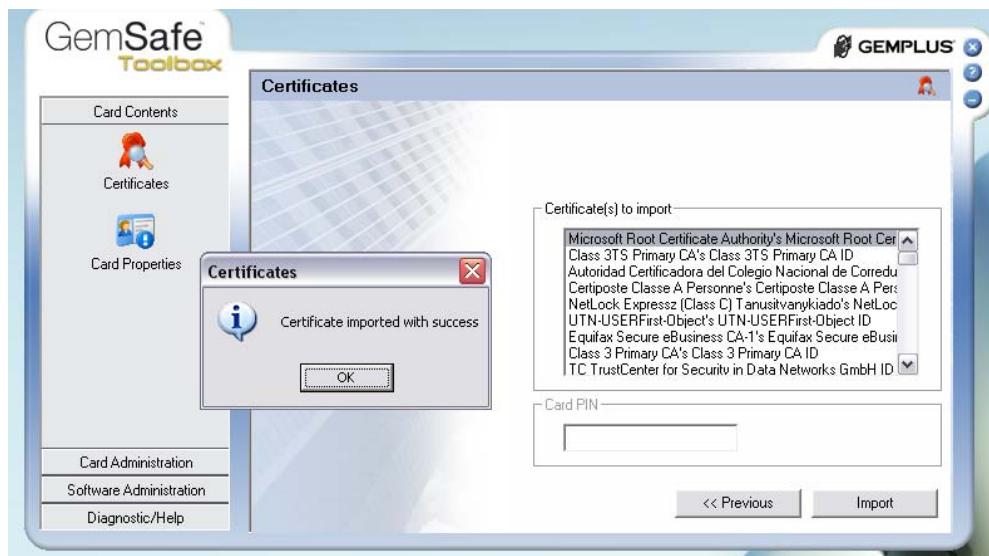 GemSafe
Toolbox
GEMPLUS
Certificates
Card Contents
Certificates
Card Properties
Card Administration
Software Administration
Diagnostic/Help
Certificates
Certificate imported with success
OK
Certificate(s) to import
Microsoft Root Certificate Authority's Microsoft Root Cer
Class 3TS Primary CA's Class 3TS Primary CA ID
Autoridad Certificadora del Colegio Nacional de Corredu
Certiposte Classe A Personne's Certiposte Classe A Pers
NetLock Expressz (Class C) Tanusitvanykiado's NetLoc
UTN-USERFirst-Object's UTN-USERFirst-Object ID
Equifax Secure eBusiness CA-1's Equifax Secure eBusin
Class 3 Primary CA's Class 3 Primary CA ID
TC TrustCenter for Security in Data Networks GmbH ID
Card PIN
<< Previous
Import